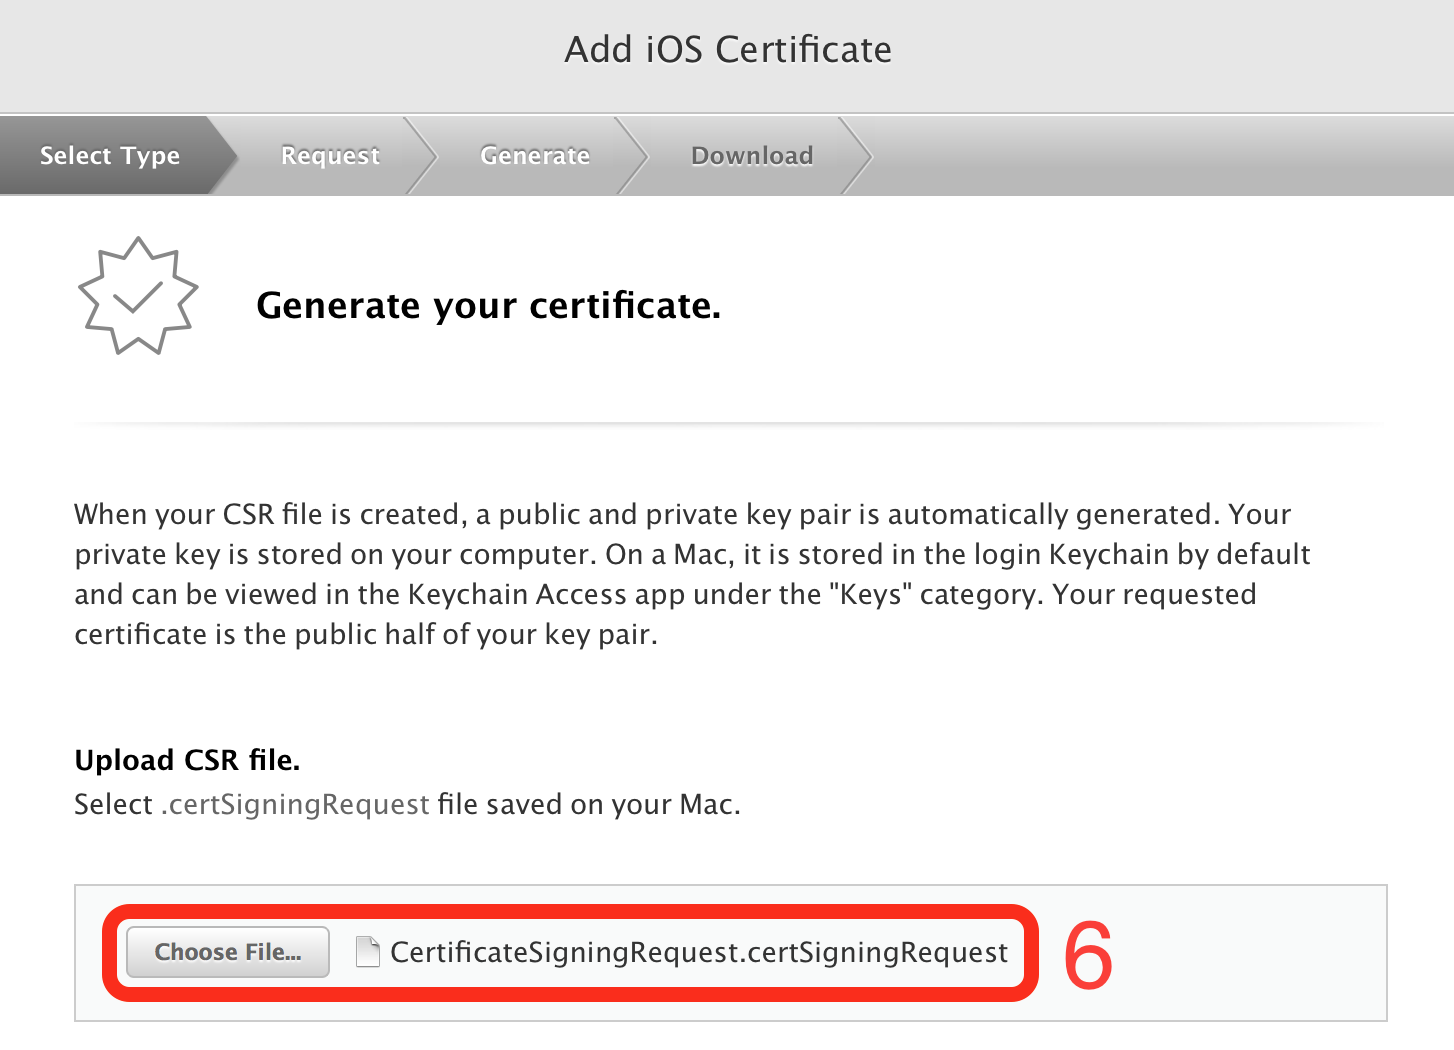 Add iOS Certificate
Select Type
Request
Generate
Download
Generate your certificate.
When your CSR file is created, a public and private key pair is automatically generated. Your
private key is stored on your computer. On a Mac, it is stored in the login Keychain by default
and can be viewed in the Keychain Access app under the "Keys" category. Your requested
certificate is the public half of your key pair.
Upload CSR file.
Select .certSigningRequest file saved on your Mac.
Choose File...
CertificateSigningRequest.certSigningRequest
6